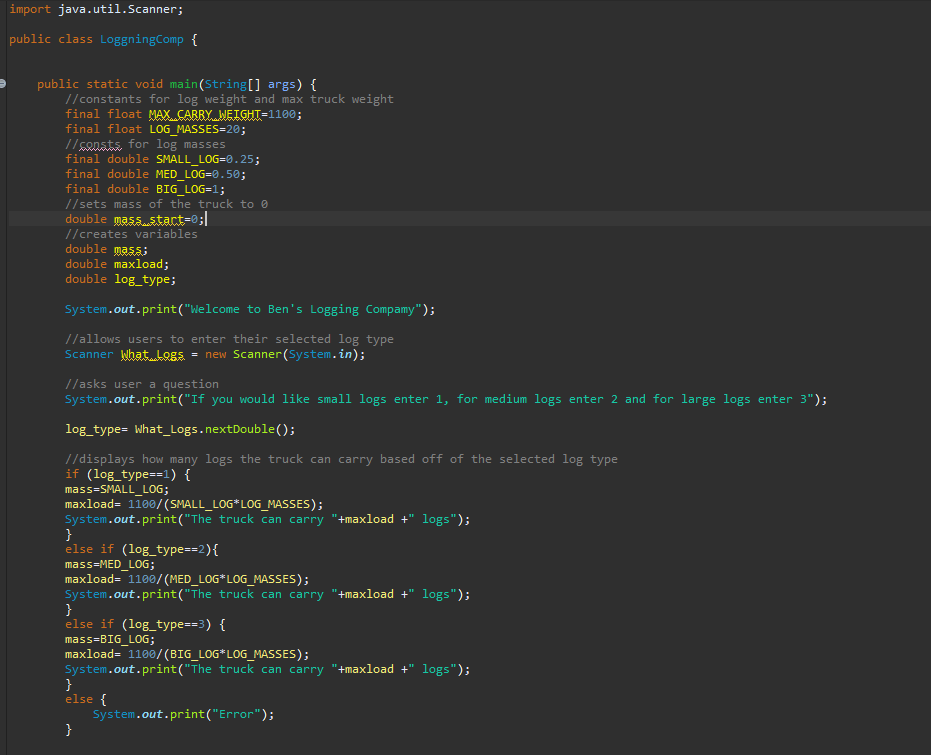 import java.util.Scanner;
public class LoggningComp {
public static void main(String[] args) {
//constants for log weight and max truck weight
final float MAX_CARRY_WEIGHT=1100;
final float LOG_MASSES=20;
//consts for log masses
final double SMALL_LOG=0.25;
final double MED_LOG=0.50;
final double BIG_LOG=1;
//sets mass of the truck to 0
double mass_start=0;
//creates variables
double mass;
double maxload;
double log_type;
System.out.print("Welcome to Ben's Logging Compamy");
//allows users to enter their selected log type
Scanner What_Logs = new Scanner(System.in);
//asks user a question
System.out.print("If you would like small logs enter 1, for medium logs enter 2 and for large logs enter 3");
log_type= What_Logs.nextDouble();
//displays how many logs the truck can carry based off of the selected log type
if (log_type==1) {
mass=SMALL_LOG;
maxload= 1100/(SMALL_LOG*LOG_MASSES);
System.out.print("The truck can carry "+maxload +" logs");
}
else if (log_type==2){
mass=MED_LOG;
maxload= 1100/(MED_LOG*LOG_MASSES);
System.out.print("The truck can carry "+maxload +" logs");
}
else if (log_type==3) {
mass=BIG_LOG;
maxload= 1100/(BIG_LOG*LOG_MASSES);
System.out.print("The truck can carry "+maxload +" logs");
}
else {
System.out.print("Error");
}